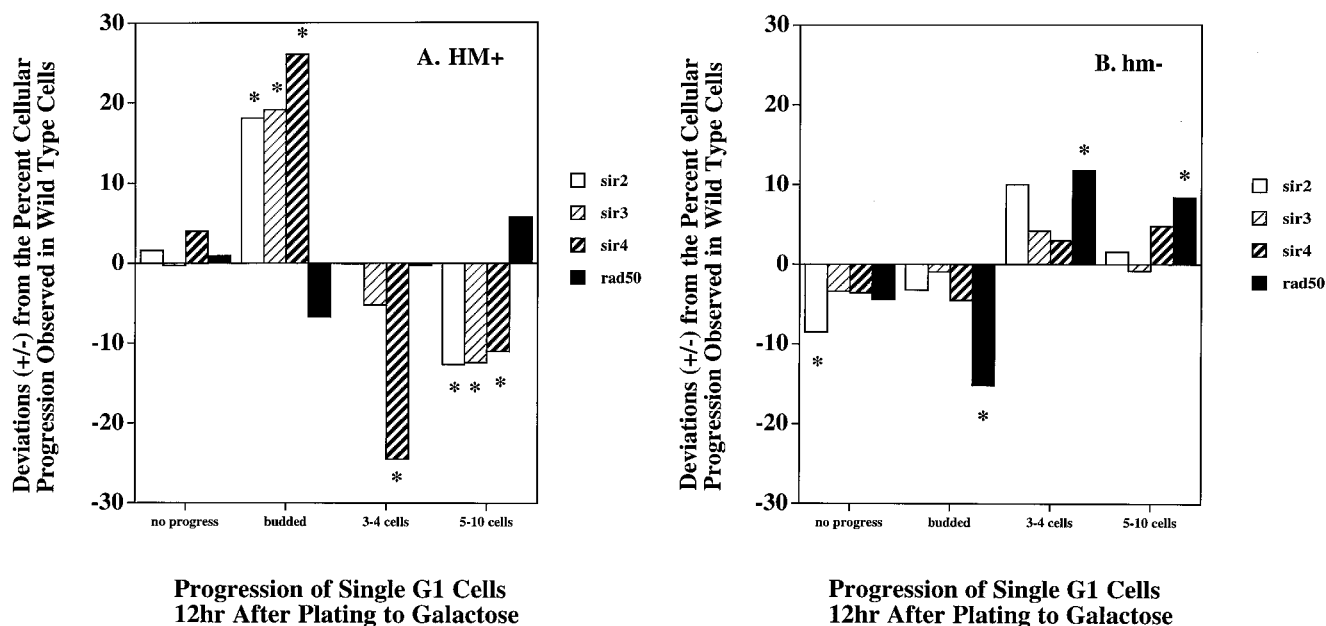 Deviations (+/-) from the Percent Cellular
Progression Observed in Wild Type Cells
30
20
10
0
-10
-20
-30
A. HM+
* * *
*
* * *
sir2
sir3
sir4
rad50
no progress budded 3-4 cells 5-10 cells
Progression of Single G1 Cells
12hr After Plating to Galactose
Deviations (+/-) from the Percent Cellular
Progression Observed in Wild Type Cells
30
20
10
0
-10
-20
-30
B. hm-
*
*
*
*
sir2
sir3
sir4
rad50
no progress budded 3-4 cells 5-10 cells
Progression of Single G1 Cells
12hr After Plating to Galactose